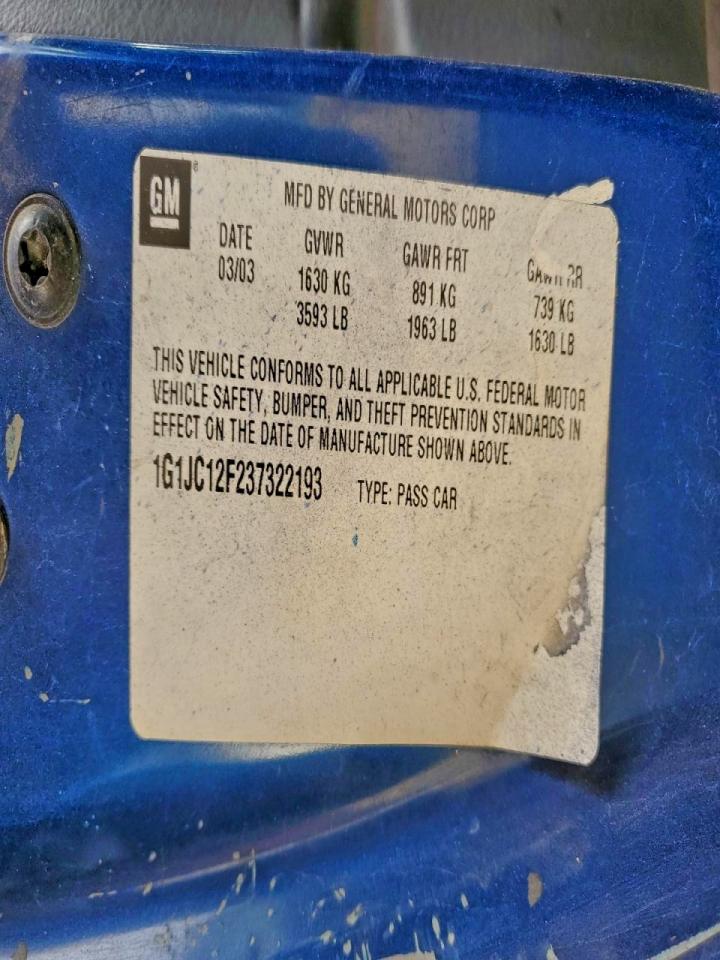 GM®
MFD BY GENERAL MOTORS CORP
DATE GVWR GAWR FRT GAWR RR
03/03 1630 KG 891 KG 739 KG
3593 LB 1963 LB 1630 LB
THIS VEHICLE CONFORMS TO ALL APPLICABLE U.S. FEDERAL MOTOR
VEHICLE SAFETY, BUMPER, AND THEFT PREVENTION STANDARDS IN
EFFECT ON THE DATE OF MANUFACTURE SHOWN ABOVE.
1G1JC12F237322193 TYPE: PASS CAR